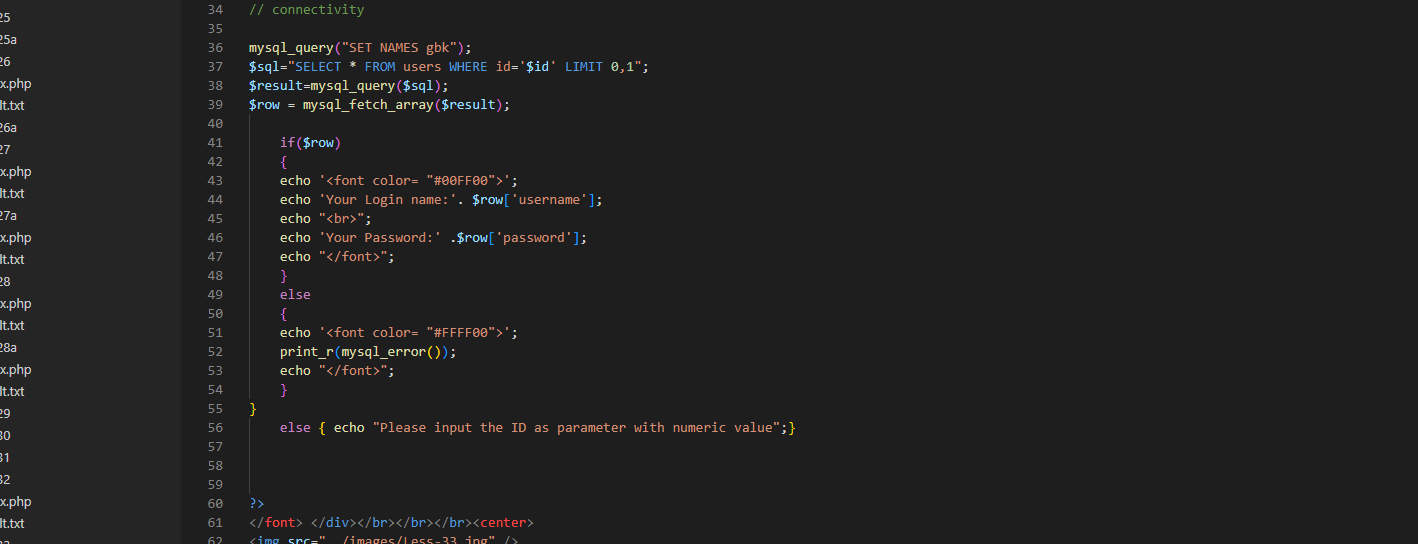 25
25a
26
x.php
lt.txt
26a
27
x.php
lt.txt
27a
x.php
lt.txt
28
x.php
lt.txt
28a
x.php
lt.txt
29
30
31
32
x.php
lt.txt
34 // connectivity
35
36 mysql_query("SET NAMES gbk");
37 $sql="SELECT * FROM users WHERE id='$id' LIMIT 0,1";
38 $result=mysql_query($sql);
39 $row = mysql_fetch_array($result);
40
41 if($row)
42 {
43 echo '<font color= "#00FF00">';
44 echo 'Your Login name:'. $row['username'];
45 echo "<br>";
46 echo 'Your Password:' .$row['password'];
47 echo "</font>";
48 }
49 else
50 {
51 echo '<font color= "#FFFF00">';
52 print_r(mysql_error());
53 echo "</font>";
54 }
55 }
56 else { echo "Please input the ID as parameter with numeric value";}
57
58
59
60 ?>
61 </font> </div></br></br></br><center>
62 <img src="../images/Less-33.jpg" />